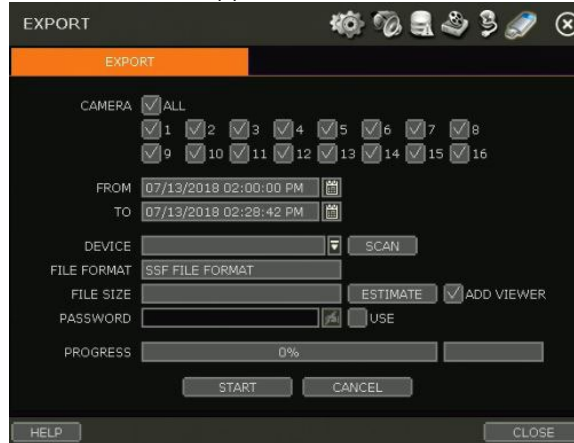 EXPORT
EXPORT
CAMERA ALL
1 2 3 4 5 6 7 8
9 10 11 12 13 14 15 16
FROM 07/13/2018 02:00:00 PM
TO 07/13/2018 02:28:42 PM
DEVICE SCAN
FILE FORMAT SSF FILE FORMAT
FILE SIZE ESTIMATE ADD VIEWER
PASSWORD USE
PROGRESS 0%
START CANCEL
HELP CLOSE